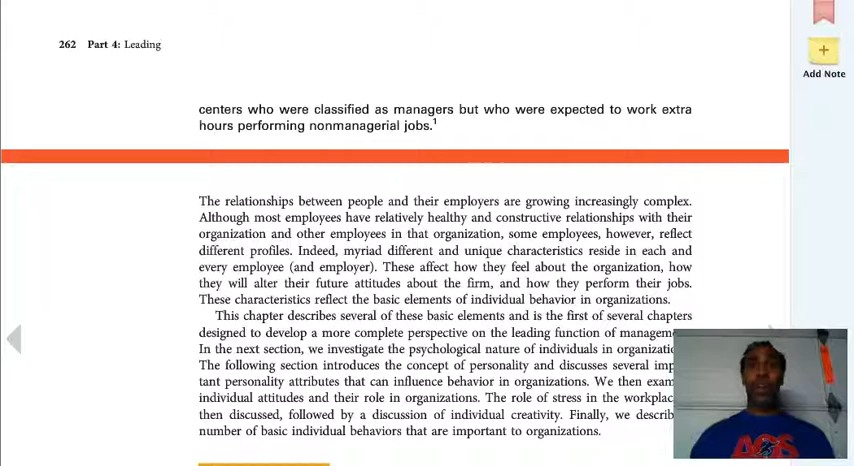 262 Part 4: Leading
Add Note
centers who were classified as managers but who were expected to work extra
hours performing nonmanagerial jobs.1
The relationships between people and their employers are growing increasingly complex.
Although most employees have relatively healthy and constructive relationships with their
organization and other employees in that organization, some employees, however, reflect
different profiles. Indeed, myriad different and unique characteristics reside in each and
every employee (and employer). These affect how they feel about the organization, how
they will alter their future attitudes about the firm, and how they perform their jobs.
These characteristics reflect the basic elements of individual behavior in organizations.
This chapter describes several of these basic elements and is the first of several chapters
designed to develop a more complete perspective on the leading function of managem
In the next section, we investigate the psychological nature of individuals in organizatio
The following section introduces the concept of personality and discusses several imp
tant personality attributes that can influence behavior in organizations. We then exam
individual attitudes and their role in organizations. The role of stress in the workplac
then discussed, followed by a discussion of individual creativity. Finally, we describ
number of basic individual behaviors that are important to organizations.